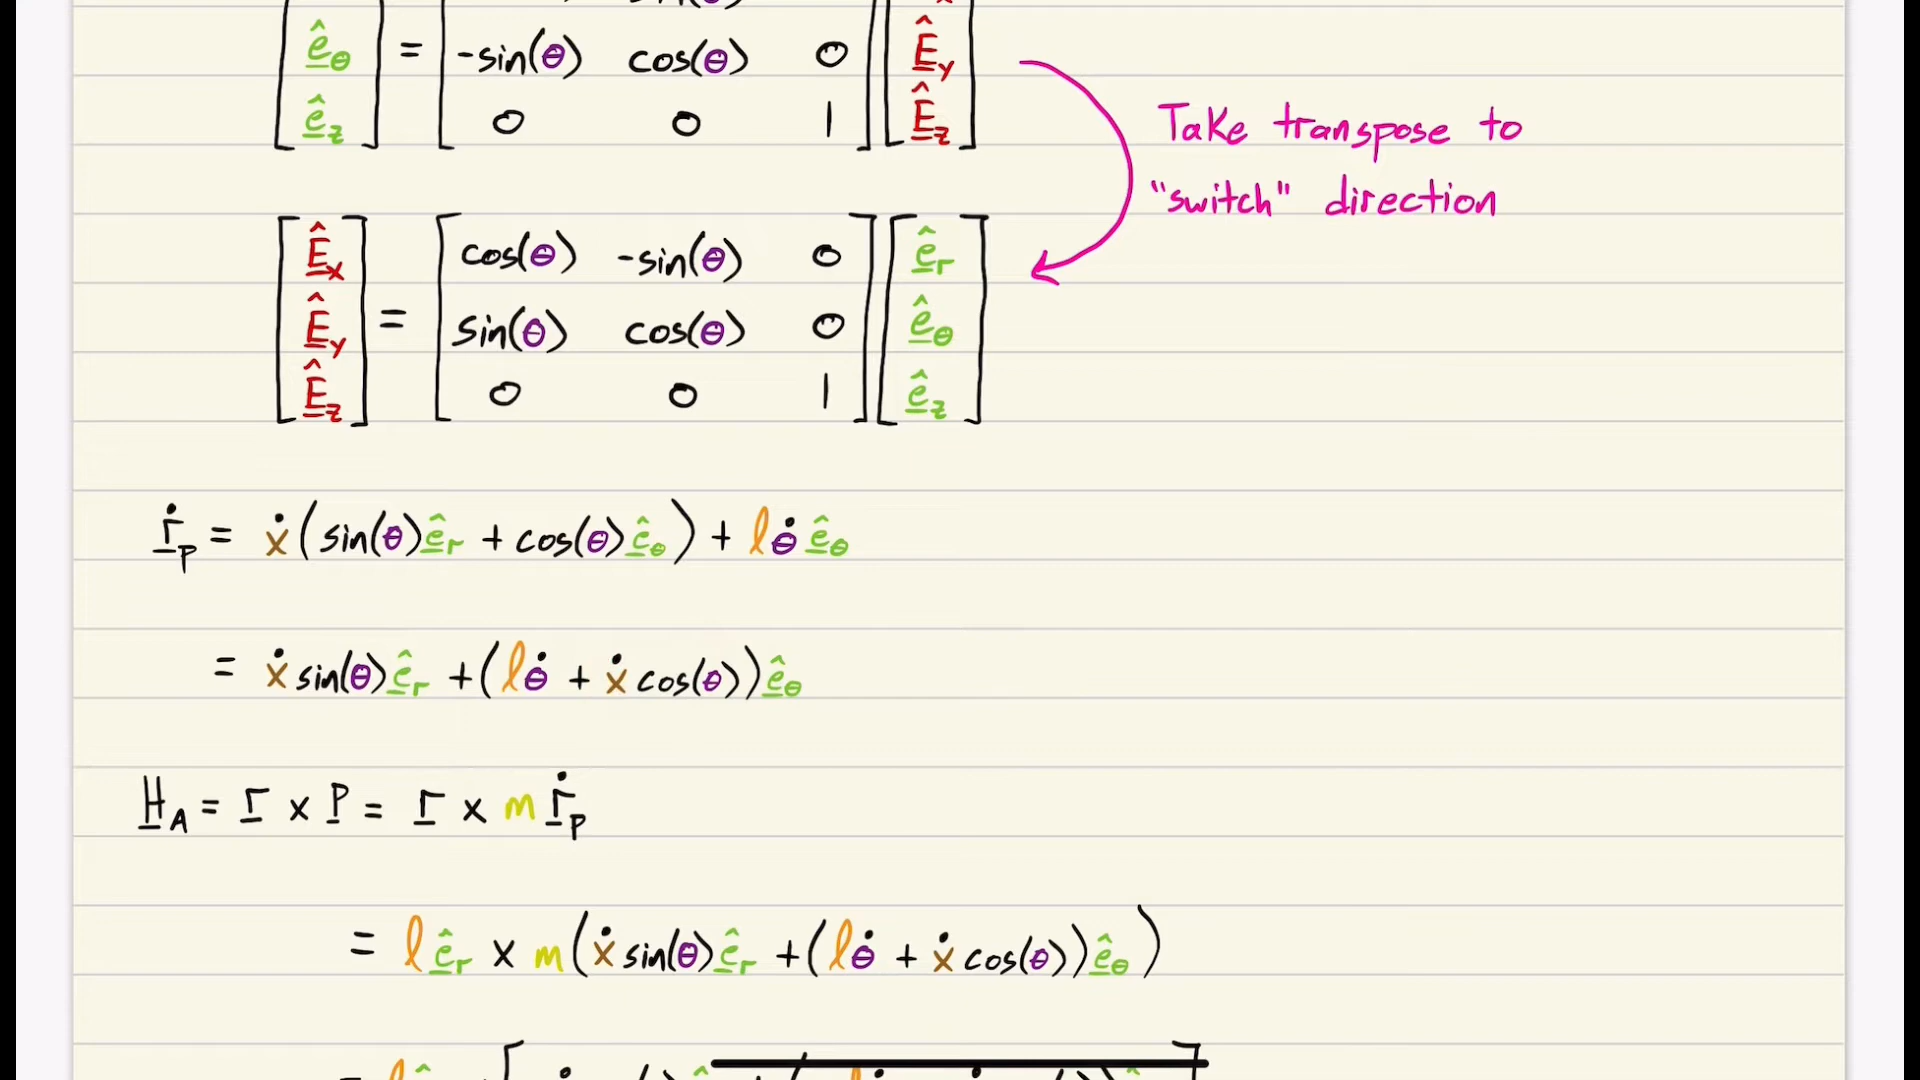 [ê_θ] = [-sin(θ) cos(θ) 0] [Ê_y]
[ê_z] [0 0 1] [Ê_z]
Take transpose to
"switch" direction
[Ê_x] [cos(θ) -sin(θ) 0] [ê_r]
[Ê_y] = [sin(θ) cos(θ) 0] [ê_θ]
[Ê_z] [0 0 1] [ê_z]
ṙ_p = ẋ(sin(θ)ê_r + cos(θ)ê_θ) + lθ̇ê_θ
= ẋsin(θ)ê_r + (lθ̇ + ẋcos(θ))ê_θ
H_A = r x P = r x mṙ_p
= lê_r x m(ẋsin(θ)ê_r + (lθ̇ + ẋcos(θ))ê_θ)